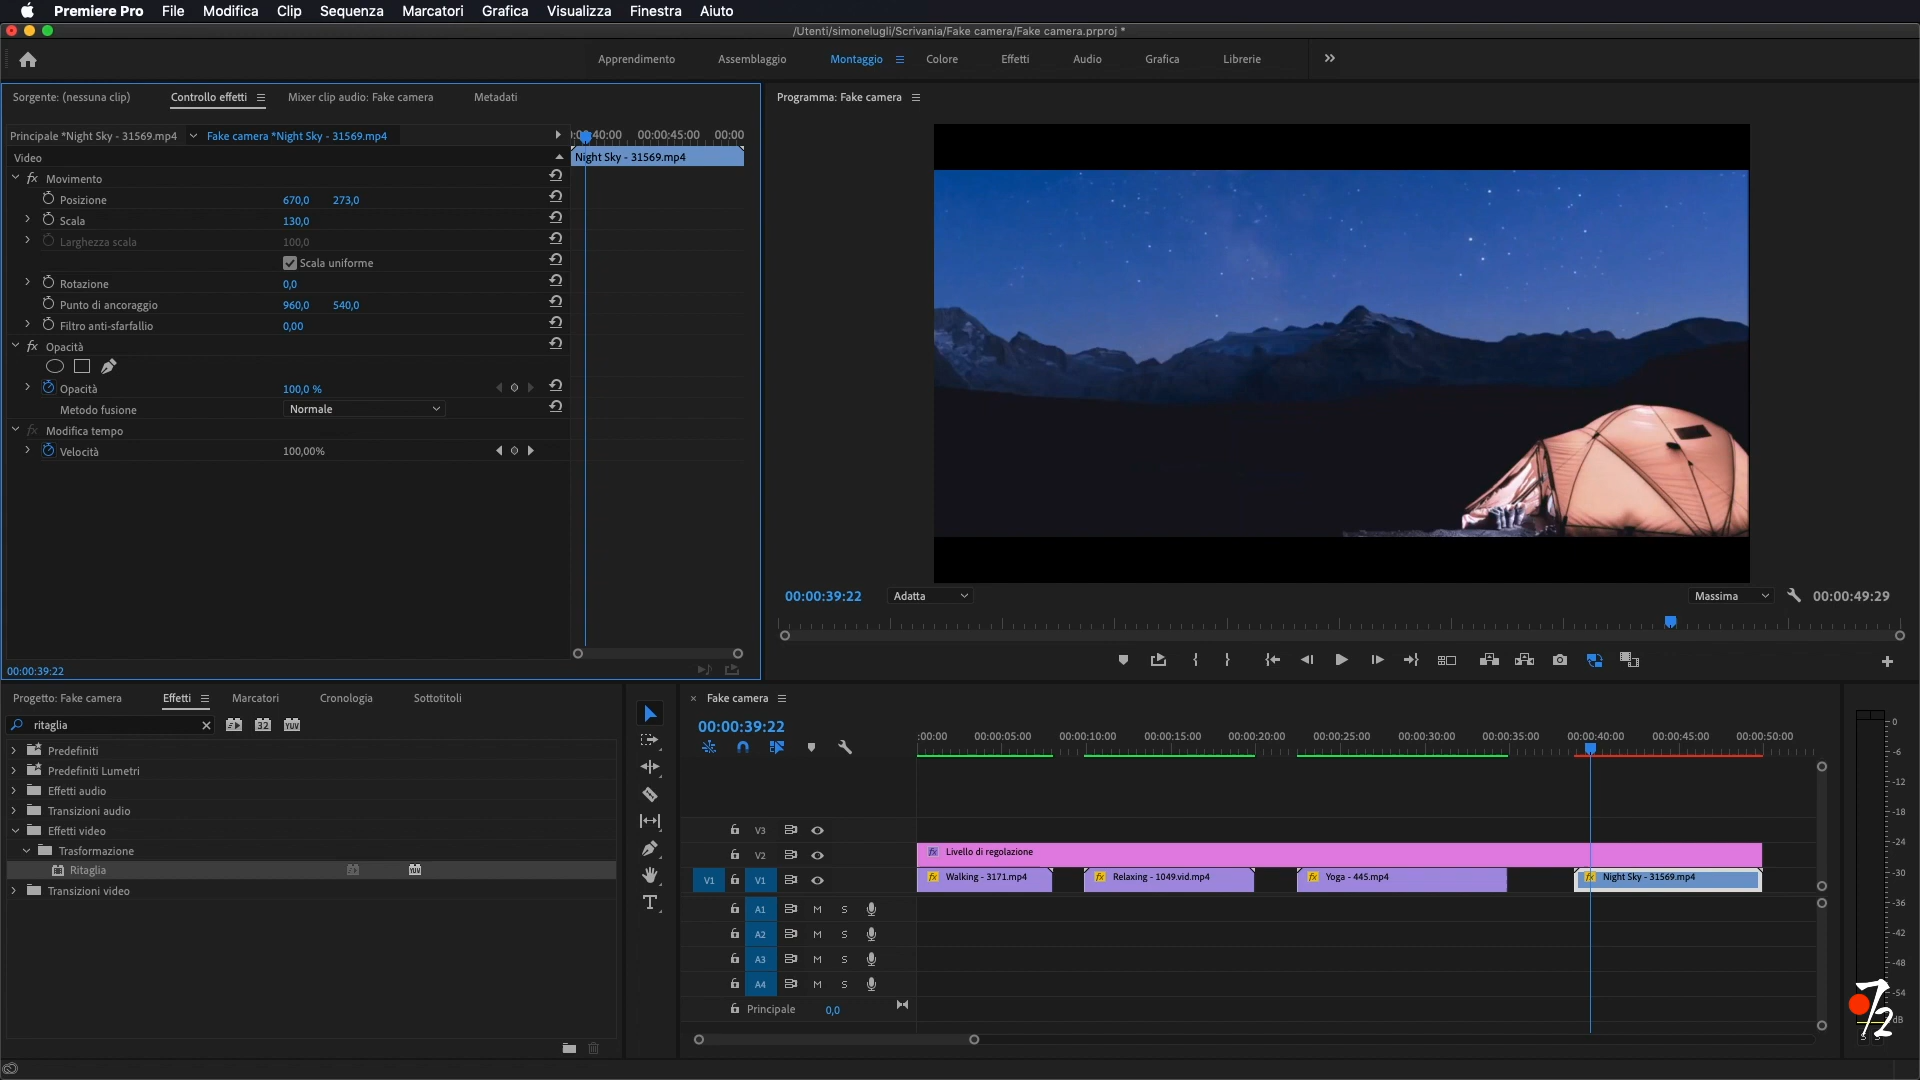 Premiere Pro File Modifica Clip Sequenza Marcatori Grafica Visualizza Finestra Aiuto
/Utenti/simonelugli/Scrivania/Fake camera/Fake camera.prproj *
Apprendimento Assemblaggio Montaggio Colore Effetti Audio Grafica Librerie
Sorgente: (nessuna clip) Controllo effetti Mixer clip audio: Fake camera Metadati
Principale *Night Sky - 31569.mp4 Fake camera *Night Sky - 31569.mp4
:00:40:00 00:00:45:00 00:00
Video
Night Sky - 31569.mp4
fx Movimento
Posizione 670,0 273,0
Scala 130,0
Larghezza scala 100,0
Scala uniforme
Rotazione 0,0
Punto di ancoraggio 960,0 540,0
Filtro anti-sfarfallio 0,00
fx Opacità
Opacità 100,0 %
Metodo fusione Normale
fx Modifica tempo
Velocità 100,00%
00:00:39:22
Programma: Fake camera
00:00:39:22 Adatta Massima 00:00:49:29
Progetto: Fake camera Effetti Marcatori Cronologia Sottotitoli
ritaglia 32 YUV
Predefiniti
Predefiniti Lumetri
Effetti audio
Transizioni audio
Effetti video
Trasformazione
Ritaglia YUV
Transizioni video
T
× Fake camera
00:00:39:22
:00:00 00:00:05:00 00:00:10:00 00:00:15:00 00:00:20:00 00:00:25:00 00:00:30:00 00:00:35:00 00:00:40:00 00:00:45:00 00:00:50:00
V3
V2 fx Livello di regolazione
V1 V1 fx Walking - 3171.mp4 fx Relaxing - 1049.vid.mp4 fx Yoga - 445.mp4 fx Night Sky - 31569.mp4
A1 M S
A2 M S
A3 M S
A4 M S
Principale 0,0
0
-6
-12
-18
-24
-30
-36
-42
-48
-54
dB
S S
7/2